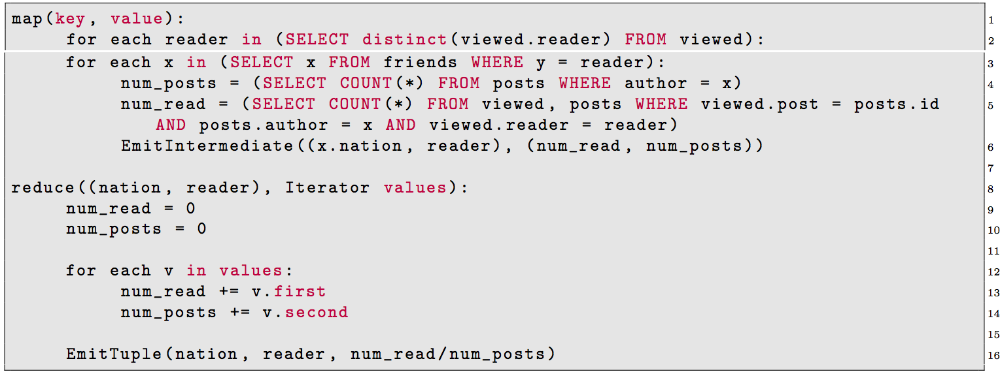 map(key, value): 1
for each reader in (SELECT distinct(viewed.reader) FROM viewed): 2
for each x in (SELECT x FROM friends WHERE y = reader): 3
num_posts = (SELECT COUNT(*) FROM posts WHERE author = x) 4
num_read = (SELECT COUNT(*) FROM viewed, posts WHERE viewed.post = posts.id 5
AND posts.author = x AND viewed.reader = reader)
EmitIntermediate((x.nation, reader), (num_read, num_posts)) 6
7
reduce((nation, reader), Iterator values): 8
num_read = 0 9
num_posts = 0 10
11
for each v in values: 12
num_read += v.first 13
num_posts += v.second 14
15
EmitTuple(nation, reader, num_read/num_posts) 16